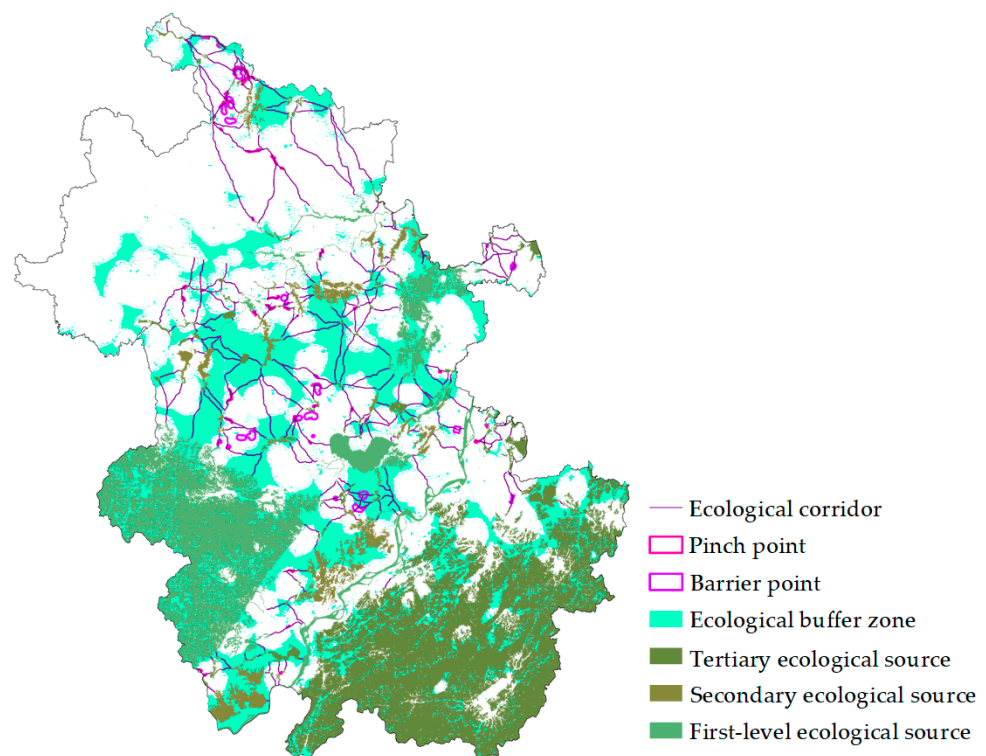 Ecological corridor
Pinch point
Barrier point
Ecological buffer zone
Tertiary ecological source
Secondary ecological source
First-level ecological source